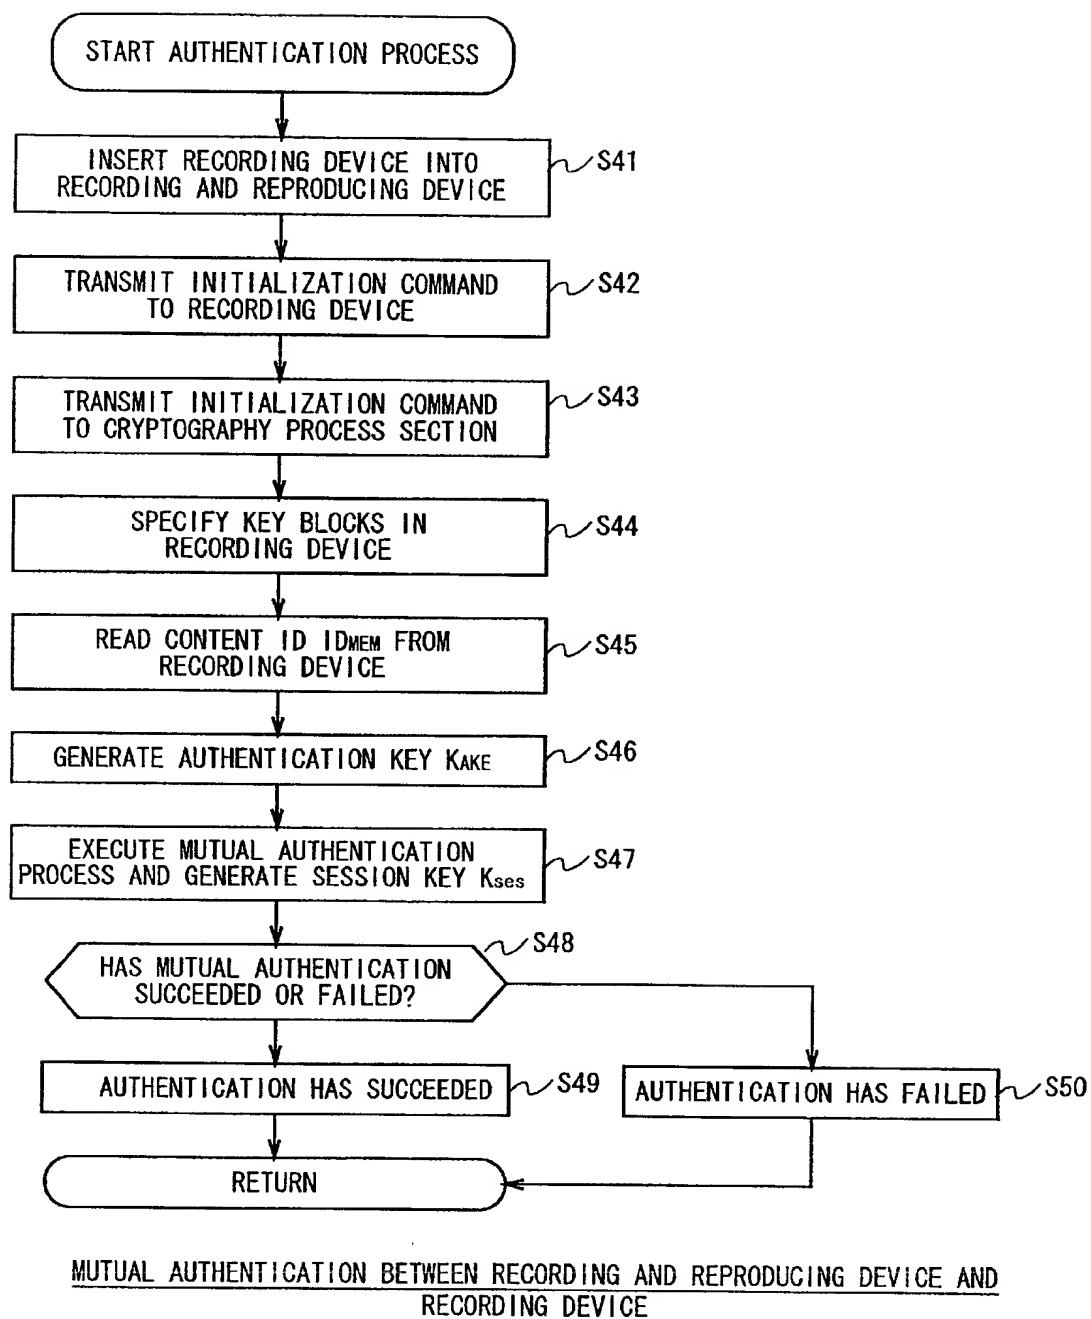 START AUTHENTICATION PROCESS
INSERT RECORDING DEVICE INTO
RECORDING AND REPRODUCING DEVICE
S41
TRANSMIT INITIALIZATION COMMAND
TO RECORDING DEVICE
S42
TRANSMIT INITIALIZATION COMMAND
TO CRYPTOGRAPHY PROCESS SECTION
S43
SPECIFY KEY BLOCKS IN
RECORDING DEVICE
S44
READ CONTENT ID IDMEM FROM
RECORDING DEVICE
S45
GENERATE AUTHENTICATION KEY KAKE
S46
EXECUTE MUTUAL AUTHENTICATION
PROCESS AND GENERATE SESSION KEY Kses
S47
HAS MUTUAL AUTHENTICATION
SUCCEEDED OR FAILED?
S48
AUTHENTICATION HAS SUCCEEDED
S49
AUTHENTICATION HAS FAILED
S50
RETURN
MUTUAL AUTHENTICATION BETWEEN RECORDING AND REPRODUCING DEVICE AND
RECORDING DEVICE